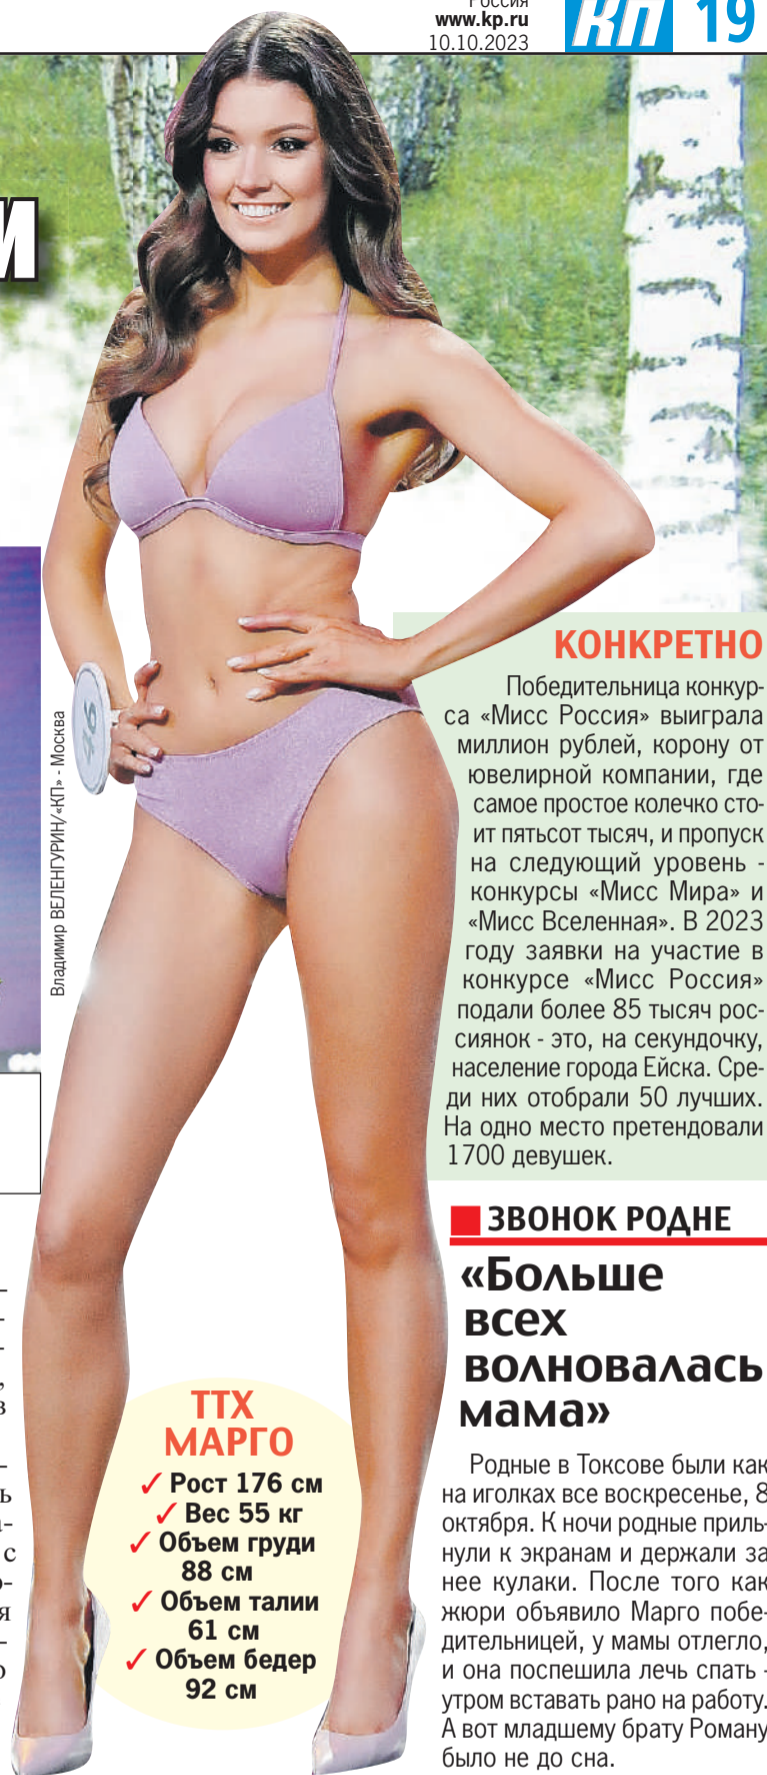 Россия
www.kp.ru
10.10.2023
КП
19
И
Владимир ВЕЛЕНГУРИН/«КП» - Москва
46
КОНКРЕТНО
Победительница конкур-
са «Мисс Россия» выиграла
миллион рублей, корону от
ювелирной компании, где
самое простое колечко сто-
ит пятьсот тысяч, и пропуск
на следующий уровень -
конкурсы «Мисс Мира» и
«Мисс Вселенная». В 2023
году заявки на участие в
конкурсе «Мисс Россия»
подали более 85 тысяч рос-
сиянок - это, на секундочку,
население города Ейска. Сре-
ди них отобрали 50 лучших.
На одно место претендовали
1700 девушек.
ЗВОНОК РОДНЕ
«Больше
всех
волновалась
мама»
Родные в Токсове были как
на иголках все воскресенье, 8
октября. К ночи родные приль-
нули к экранам и держали за
нее кулаки. После того как
жюри объявило Марго побе-
дительницей, у мамы отлегло,
и она поспешила лечь спать -
утром вставать рано на работу.
А вот младшему брату Роману
было не до сна.
ТТХ
МАРГО
✓ Рост 176 см
✓ Вес 55 кг
✓ Объем груди
88 см
✓ Объем талии
61 см
✓ Объем бедер
92 см